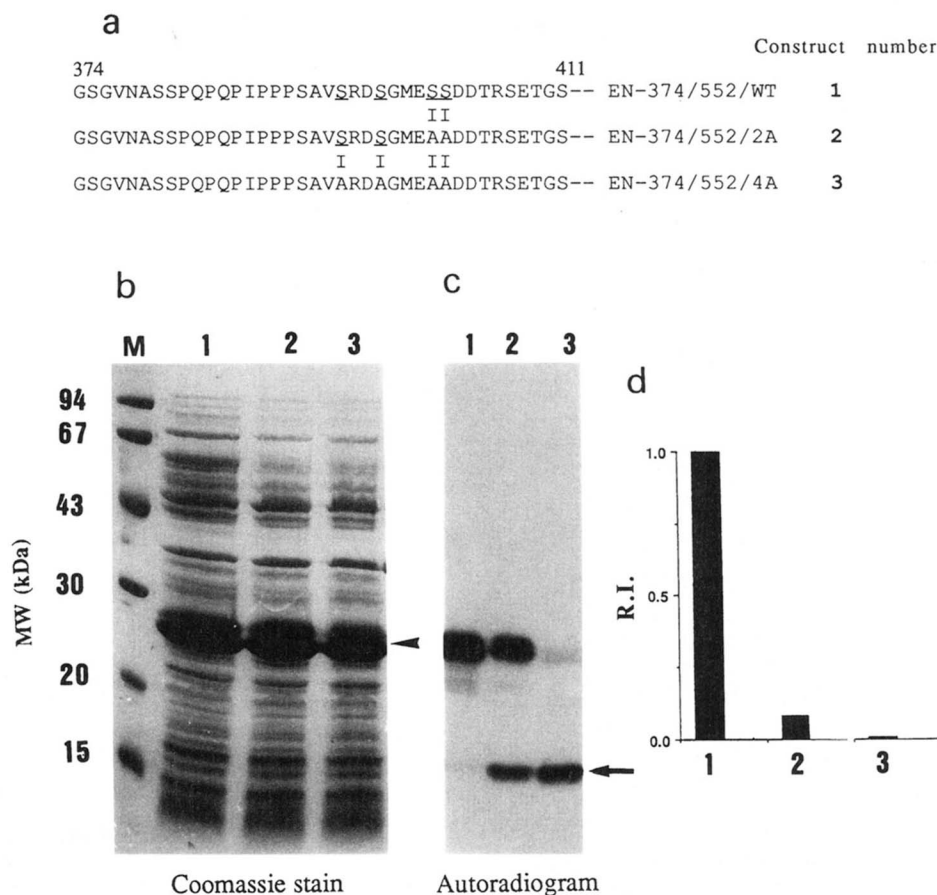 a
Construct number
374 411
GSGVNASSPQPQPIPPPSAVSRDSGMESSDDTRSETGS-- EN-374/552/WT 1
II
GSGVNASSPQPQPIPPPSAVSRDSGMEAADDTRSETGS-- EN-374/552/2A 2
I I II
GSGVNASSPQPQPIPPPSAVARDAGMEAADDTRSETGS-- EN-374/552/4A 3
b
M 1 2 3
94
67
43
30
20
15
MW (kDa)
Coomassie stain
c
1 2 3
Autoradiogram
d
1.0
0.5
0.0
R.I.
1 2 3